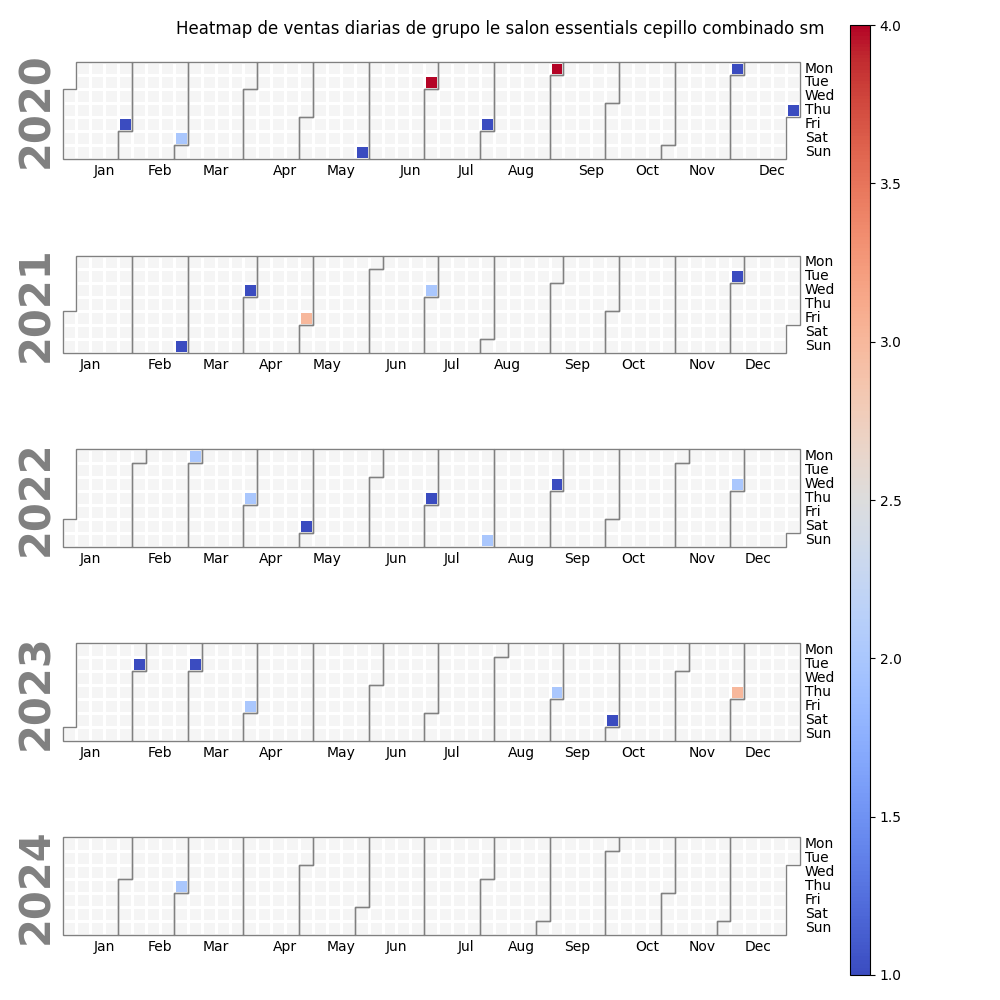 Heatmap de ventas diarias de grupo le salon essentials cepillo combinado sm
2020
Mon
Tue
Wed
Thu
Fri
Sat
Sun
Jan Feb Mar Apr May Jun Jul Aug Sep Oct Nov Dec
2021
Mon
Tue
Wed
Thu
Fri
Sat
Sun
Jan Feb Mar Apr May Jun Jul Aug Sep Oct Nov Dec
2022
Mon
Tue
Wed
Thu
Fri
Sat
Sun
Jan Feb Mar Apr May Jun Jul Aug Sep Oct Nov Dec
2023
Mon
Tue
Wed
Thu
Fri
Sat
Sun
Jan Feb Mar Apr May Jun Jul Aug Sep Oct Nov Dec
2024
Mon
Tue
Wed
Thu
Fri
Sat
Sun
Jan Feb Mar Apr May Jun Jul Aug Sep Oct Nov Dec
4.0
3.5
3.0
2.5
2.0
1.5
1.0